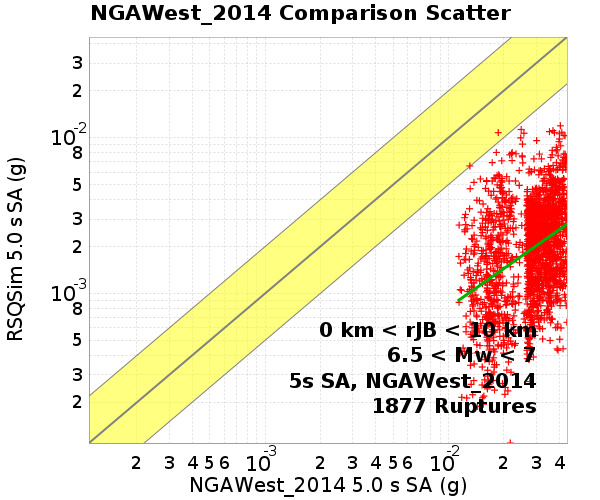 NGAWest_2014 Comparison Scatter
RSQSim 5.0 s SA (g)
3
2
10-2
8
5
3
2
10-3
8
5
3
2
0 km < rJB < 10 km
6.5 < Mw < 7
5s SA, NGAWest_2014
1877 Ruptures
2 3 4 5 6 10-3 2 3 4 5 6 10-2 2 3 4
NGAWest_2014 5.0 s SA (g)